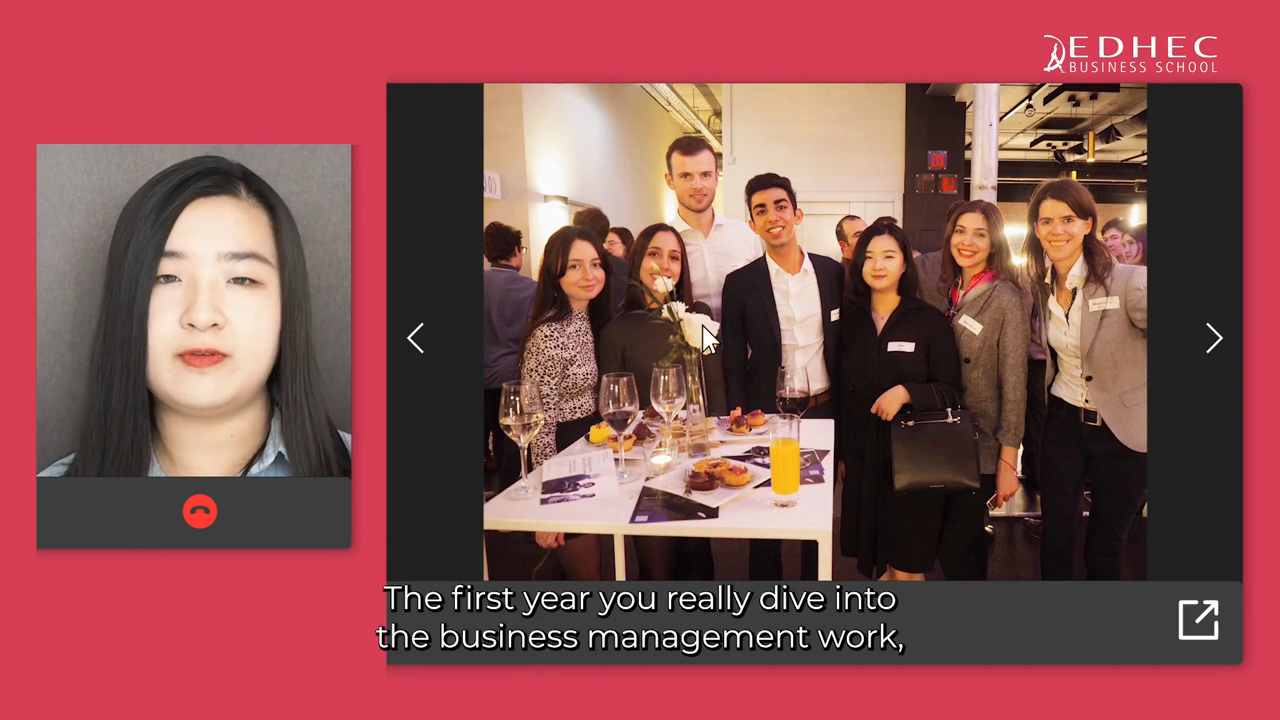 EDHEC
BUSINESS SCHOOL
The first year you really dive into
the business management work,